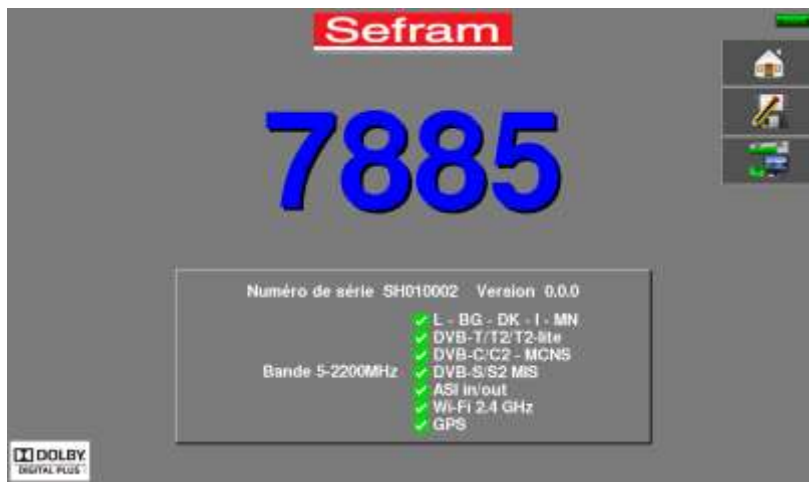 Sefram
7885
Numéro de série SH010002 Version 0.0.0
L - BG - DK - I - MN
DVB-T/T2/T2-lite
DVB-C/C2 - MCNS
Bande 5-2200MHz
DVB-S/S2 MIS
ASI in/out
Wi-Fi 2.4 GHz
GPS
DOLBY
DIGITAL PLUS